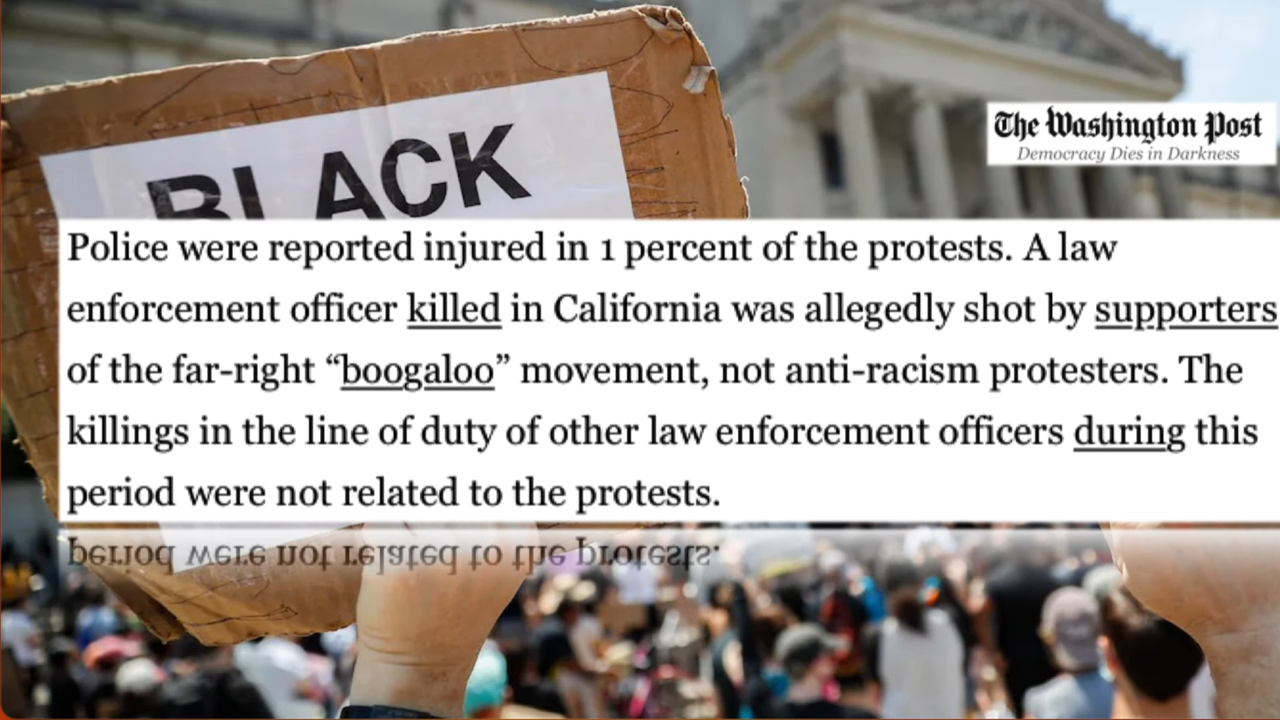 BLACK
The Washington Post
Democracy Dies in Darkness
Police were reported injured in 1 percent of the protests. A law
enforcement officer killed in California was allegedly shot by supporters
of the far-right “boogaloo” movement, not anti-racism protesters. The
killings in the line of duty of other law enforcement officers during this
period were not related to the protests.
period were not related to the protests.